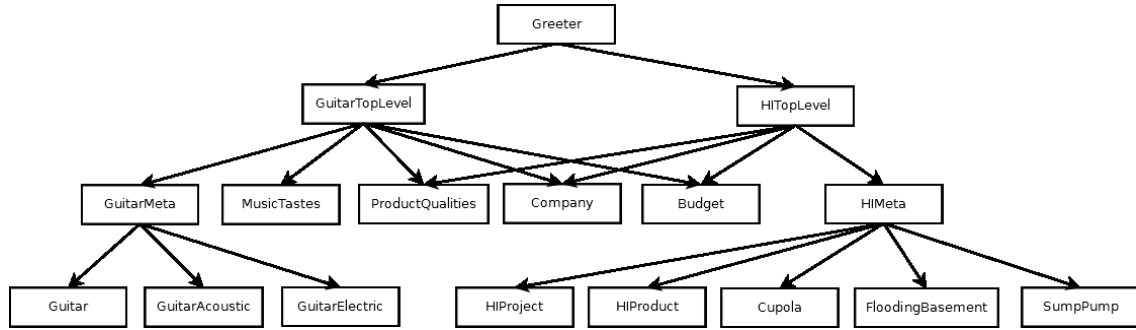 Greeter
GuitarTopLevel
HITopLevel
GuitarMeta
MusicTastes
ProductQualities
Company
Budget
HIMeta
Guitar
GuitarAcoustic
GuitarElectric
HIProject
HIProduct
Cupola
FloodingBasement
SumpPump